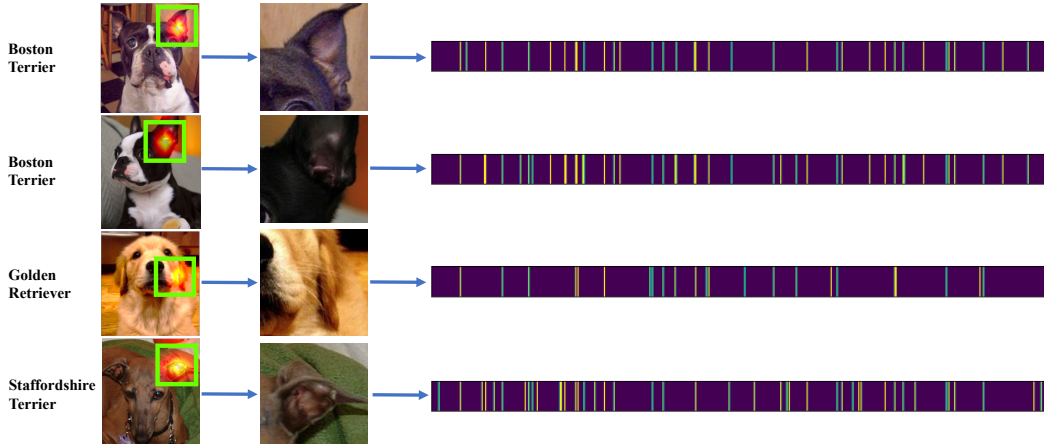 Boston
Terrier
Boston
Terrier
Golden
Retriever
Staffordshire
Terrier